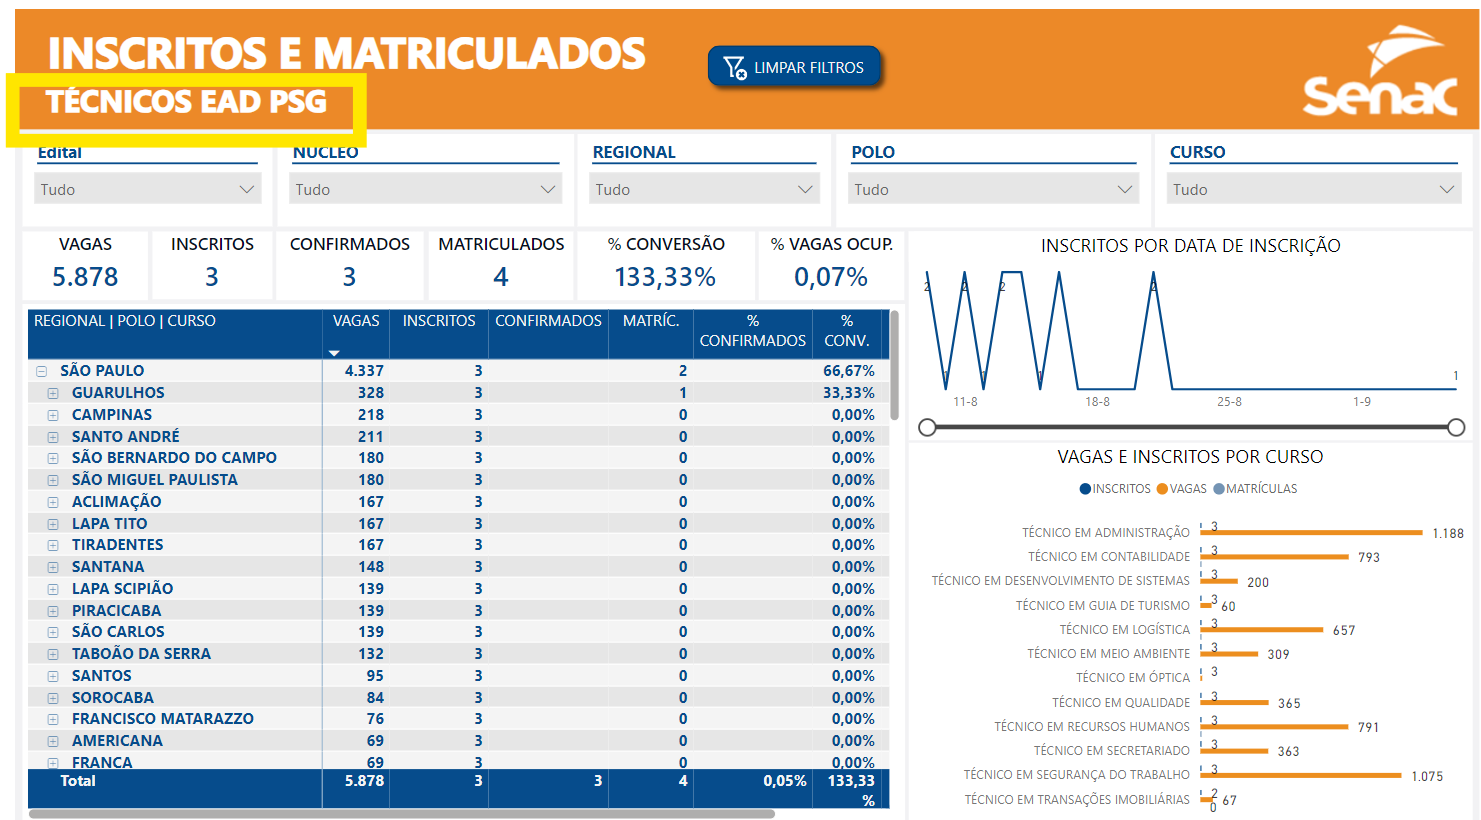 INSCRITOS E MATRICULADOS
TÉCNICOS EAD PSG
LIMPAR FILTROS
Senac
Edital
NÚCLEO
REGIONAL
POLO
CURSO
Tudo
Tudo
Tudo
Tudo
Tudo
VAGAS
5.878
INSCRITOS
3
CONFIRMADOS
3
MATRICULADOS
4
% CONVERSÃO
133,33%
% VAGAS OCUP.
0,07%
REGIONAL | POLO | CURSO VAGAS INSCRITOS CONFIRMADOS MATRÍC. % CONFIRMADOS % CONV.
SÃO PAULO 4.337 3 2 66,67%
GUARULHOS 328 3 1 33,33%
CAMPINAS 218 3 0 0,00%
SANTO ANDRÉ 211 3 0 0,00%
SÃO BERNARDO DO CAMPO 180 3 0 0,00%
SÃO MIGUEL PAULISTA 180 3 0 0,00%
ACLIMAÇÃO 167 3 0 0,00%
LAPA TITO 167 3 0 0,00%
TIRADENTES 167 3 0 0,00%
SANTANA 148 3 0 0,00%
LAPA SCIPIÃO 139 3 0 0,00%
PIRACICABA 139 3 0 0,00%
SÃO CARLOS 139 3 0 0,00%
TABOÃO DA SERRA 132 3 0 0,00%
SANTOS 95 3 0 0,00%
SOROCABA 84 3 0 0,00%
FRANCISCO MATARAZZO 76 3 0 0,00%
AMERICANA 69 3 0 0,00%
FRANCA 69 3 0 0,00%
Total 5.878 3 3 4 0,05% 133,33 %
INSCRITOS POR DATA DE INSCRIÇÃO
2 2 2 2
1 1 1 1
11-8 18-8 25-8 1-9
VAGAS E INSCRITOS POR CURSO
INSCRITOS VAGAS MATRÍCULAS
TÉCNICO EM ADMINISTRAÇÃO 3 1.188
TÉCNICO EM CONTABILIDADE 3 793
TÉCNICO EM DESENVOLVIMENTO DE SISTEMAS 3 200
TÉCNICO EM GUIA DE TURISMO 3 60
TÉCNICO EM LOGÍSTICA 3 657
TÉCNICO EM MEIO AMBIENTE 3 309
TÉCNICO EM ÓPTICA 3
TÉCNICO EM QUALIDADE 3 365
TÉCNICO EM RECURSOS HUMANOS 3 791
TÉCNICO EM SECRETARIADO 3 363
TÉCNICO EM SEGURANÇA DO TRABALHO 3 1.075
TÉCNICO EM TRANSAÇÕES IMOBILIÁRIAS 2 67
0